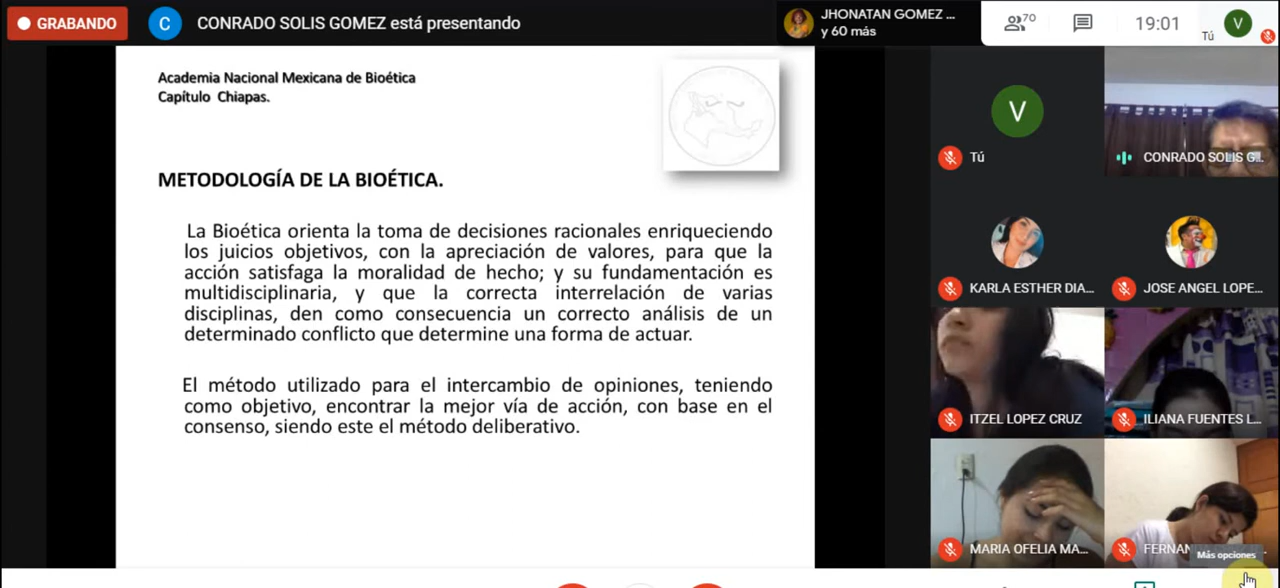 GRABANDO
C
CONRADO SOLIS GOMEZ está presentando
JHONATAN GOMEZ ...
y 60 más
70
19:01
Tú
V
Academia Nacional Mexicana de Bioética
Capítulo Chiapas.
METODOLOGÍA DE LA BIOÉTICA.
La Bioética orienta la toma de decisiones racionales enriqueciendo
los juicios objetivos, con la apreciación de valores, para que la
acción satisfaga la moralidad de hecho; y su fundamentación es
multidisciplinaria, y que la correcta interrelación de varias
disciplinas, den como consecuencia un correcto análisis de un
determinado conflicto que determine una forma de actuar.
El método utilizado para el intercambio de opiniones, teniendo
como objetivo, encontrar la mejor vía de acción, con base en el
consenso, siendo este el método deliberativo.
V
Tú
CONRADO SOLIS G...
KARLA ESTHER DIA...
JOSE ANGEL LOPE...
ITZEL LOPEZ CRUZ
ILIANA FUENTES L...
MARIA OFELIA MA...
FERNAN
Más opciones